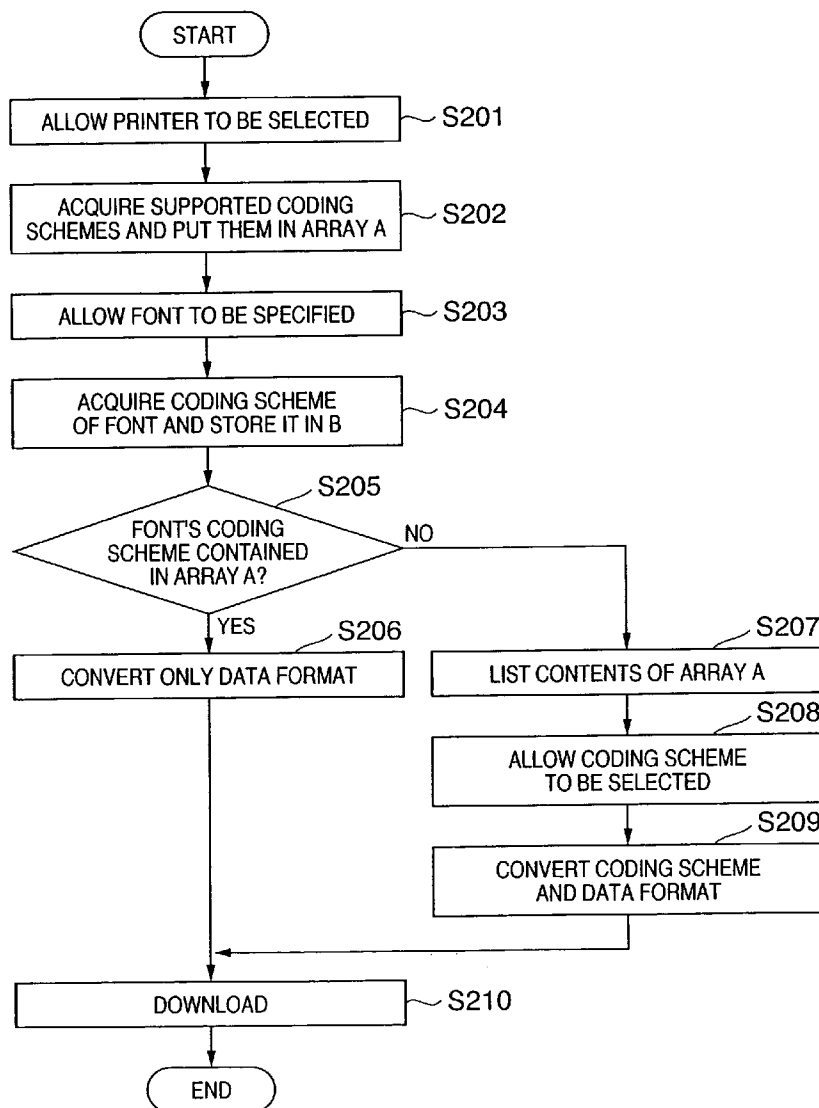 START
ALLOW PRINTER TO BE SELECTED
S201
ACQUIRE SUPPORTED CODING
SCHEMES AND PUT THEM IN ARRAY A
S202
ALLOW FONT TO BE SPECIFIED
S203
ACQUIRE CODING SCHEME
OF FONT AND STORE IT IN B
S204
S205
FONT'S CODING
SCHEME CONTAINED
IN ARRAY A?
NO
YES
S206
CONVERT ONLY DATA FORMAT
S207
LIST CONTENTS OF ARRAY A
S208
ALLOW CODING SCHEME
TO BE SELECTED
S209
CONVERT CODING SCHEME
AND DATA FORMAT
DOWNLOAD
S210
END